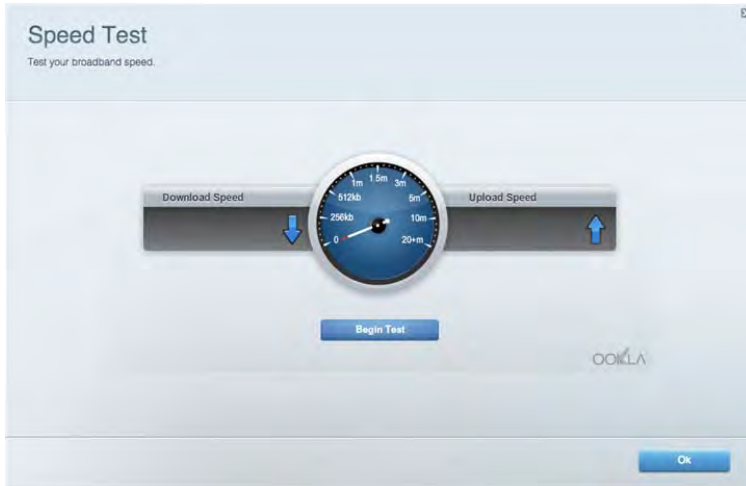 Speed Test
Test your broadband speed.
Download Speed
Upload Speed
0
256kb
512kb
1m
1.5m
3m
5m
10m
20+m
Begin Test
OOKLA
Ok